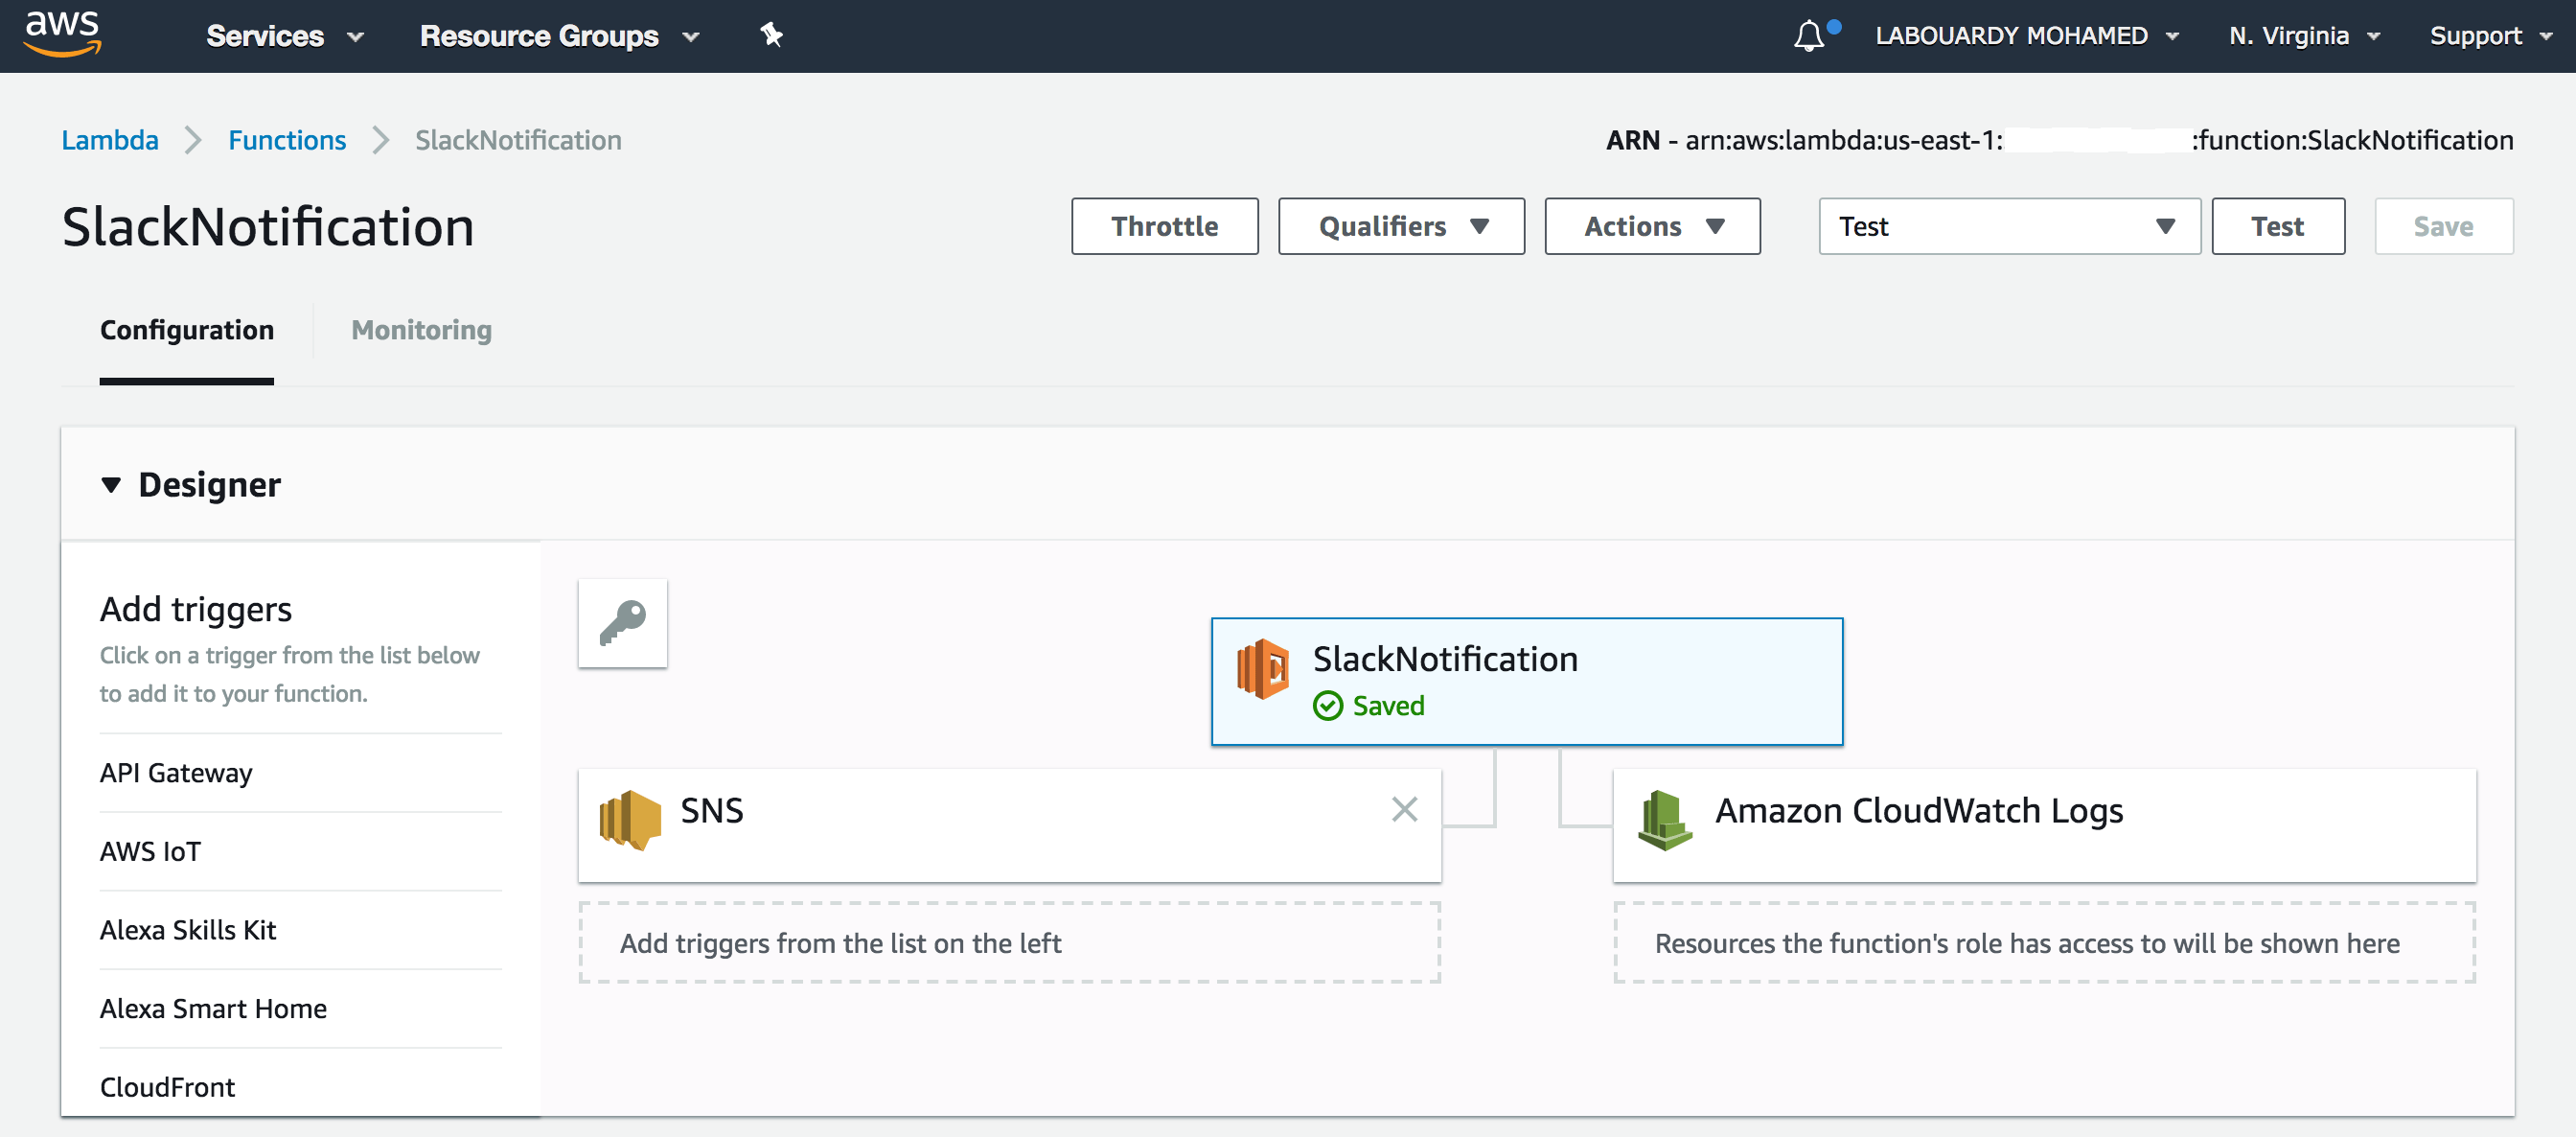 aws Services Resource Groups LABOUARDY MOHAMED N. Virginia Support
Lambda Functions SlackNotification ARN - arn:aws:lambda:us-east-1: :function:SlackNotification
SlackNotification Throttle Qualifiers Actions Test Test Save
Configuration Monitoring
Designer
Add triggers
Click on a trigger from the list below
to add it to your function.
API Gateway
AWS IoT
Alexa Skills Kit
Alexa Smart Home
CloudFront
SlackNotification
Saved
SNS
Add triggers from the list on the left
Amazon CloudWatch Logs
Resources the function's role has access to will be shown here